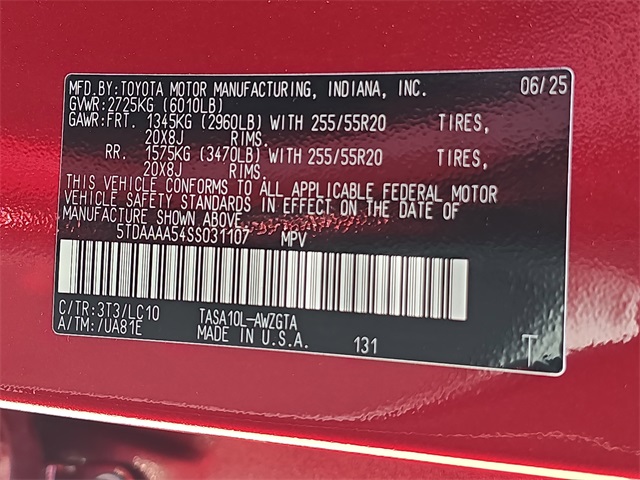 MFD.BY:TOYOTA MOTOR MANUFACTURING, INDIANA, INC. 06/25
GVWR:2725KG (6010LB)
GAWR:FRT. 1345KG (2960LB) WITH 255/55R20 TIRES,
20X8J RIMS.
RR. 1575KG (3470LB) WITH 255/55R20 TIRES,
20X8J RIMS.
THIS VEHICLE CONFORMS TO ALL APPLICABLE FEDERAL MOTOR
VEHICLE SAFETY STANDARDS IN EFFECT ON THE DATE OF
MANUFACTURE SHOWN ABOVE.
5TDAAAA54SS031107 MPV
C/TR:3T3/LC10 TASA10L-AWZGTA
A/TM:/UA81E MADE IN U.S.A. 131 T